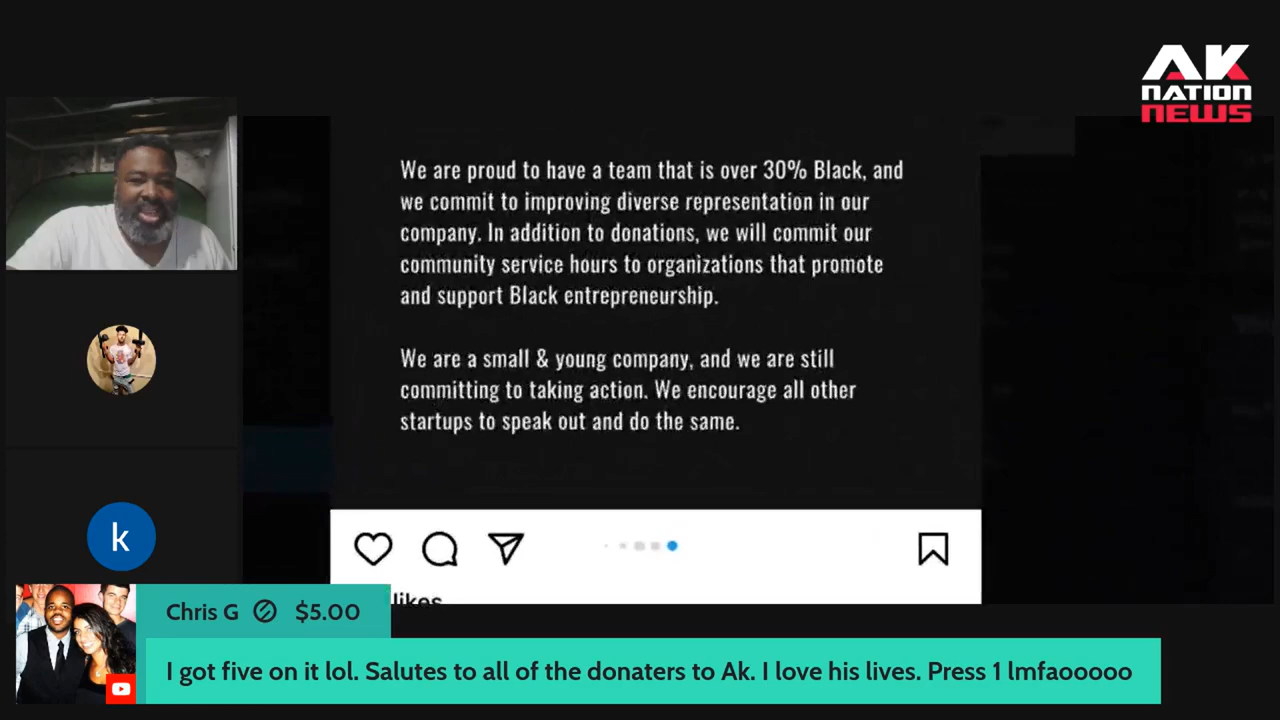 AK
NATION
NEWS
We are proud to have a team that is over 30% Black, and
we commit to improving diverse representation in our
company. In addition to donations, we will commit our
community service hours to organizations that promote
and support Black entrepreneurship.
We are a small & young company, and we are still
committing to taking action. We encourage all other
startups to speak out and do the same.
k
likes
Chris G $5.00
I got five on it lol. Salutes to all of the donaters to Ak. I love his lives. Press 1 lmfaooooo